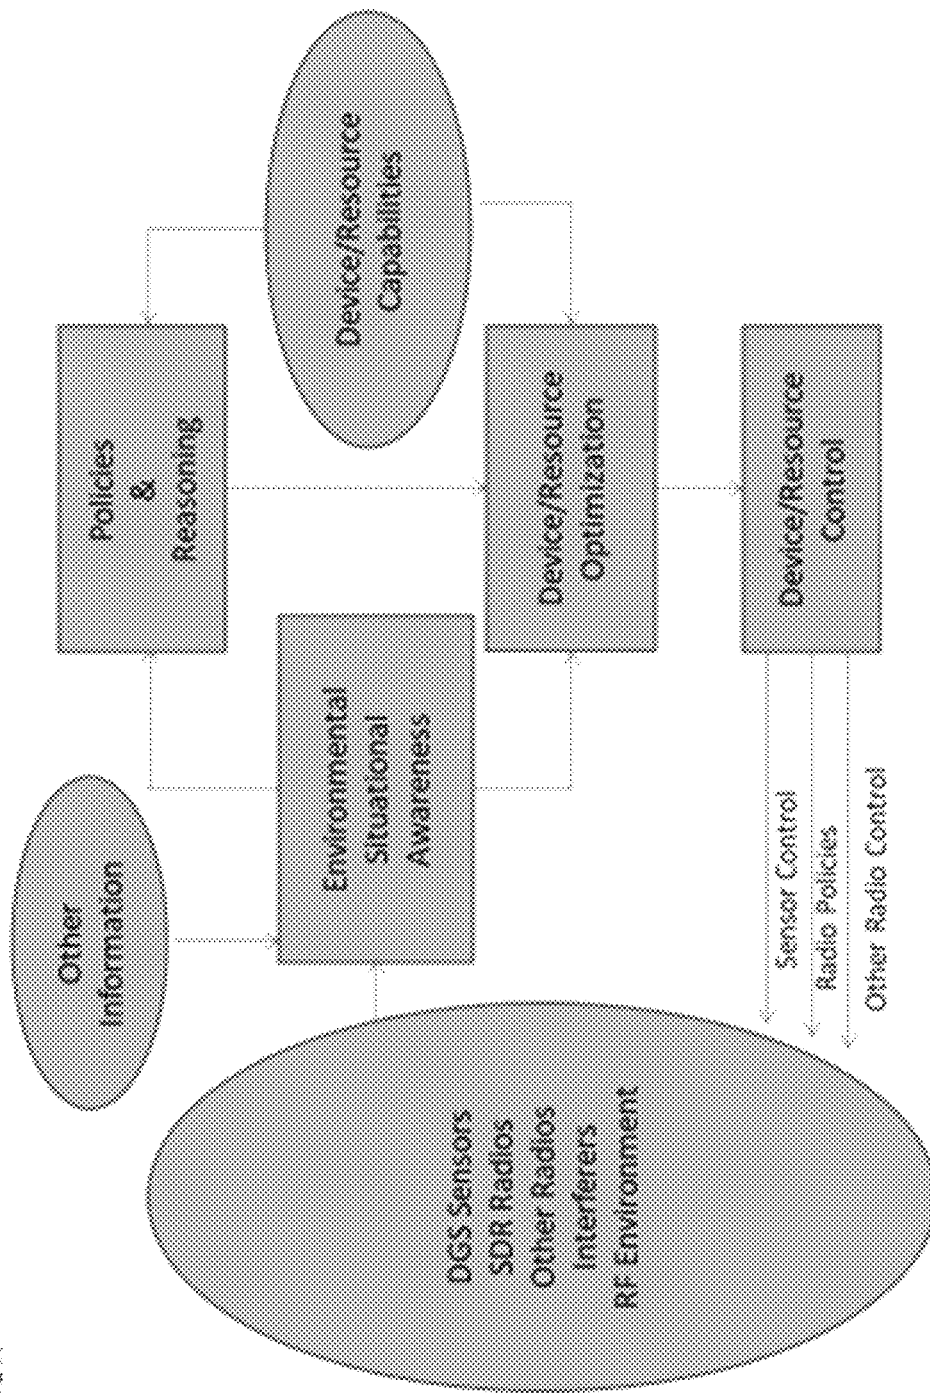 Other
Information
Policies
&
Reasoning
Environmental
Situational
Awareness
Device/Resource
Capabilities
DGS Sensors
SDR Radios
Other Radios
Interferers
RF Environment
Device/Resource
Optimization
Sensor Control
Radio Policies
Other Radio Control
Device/Resource
Control